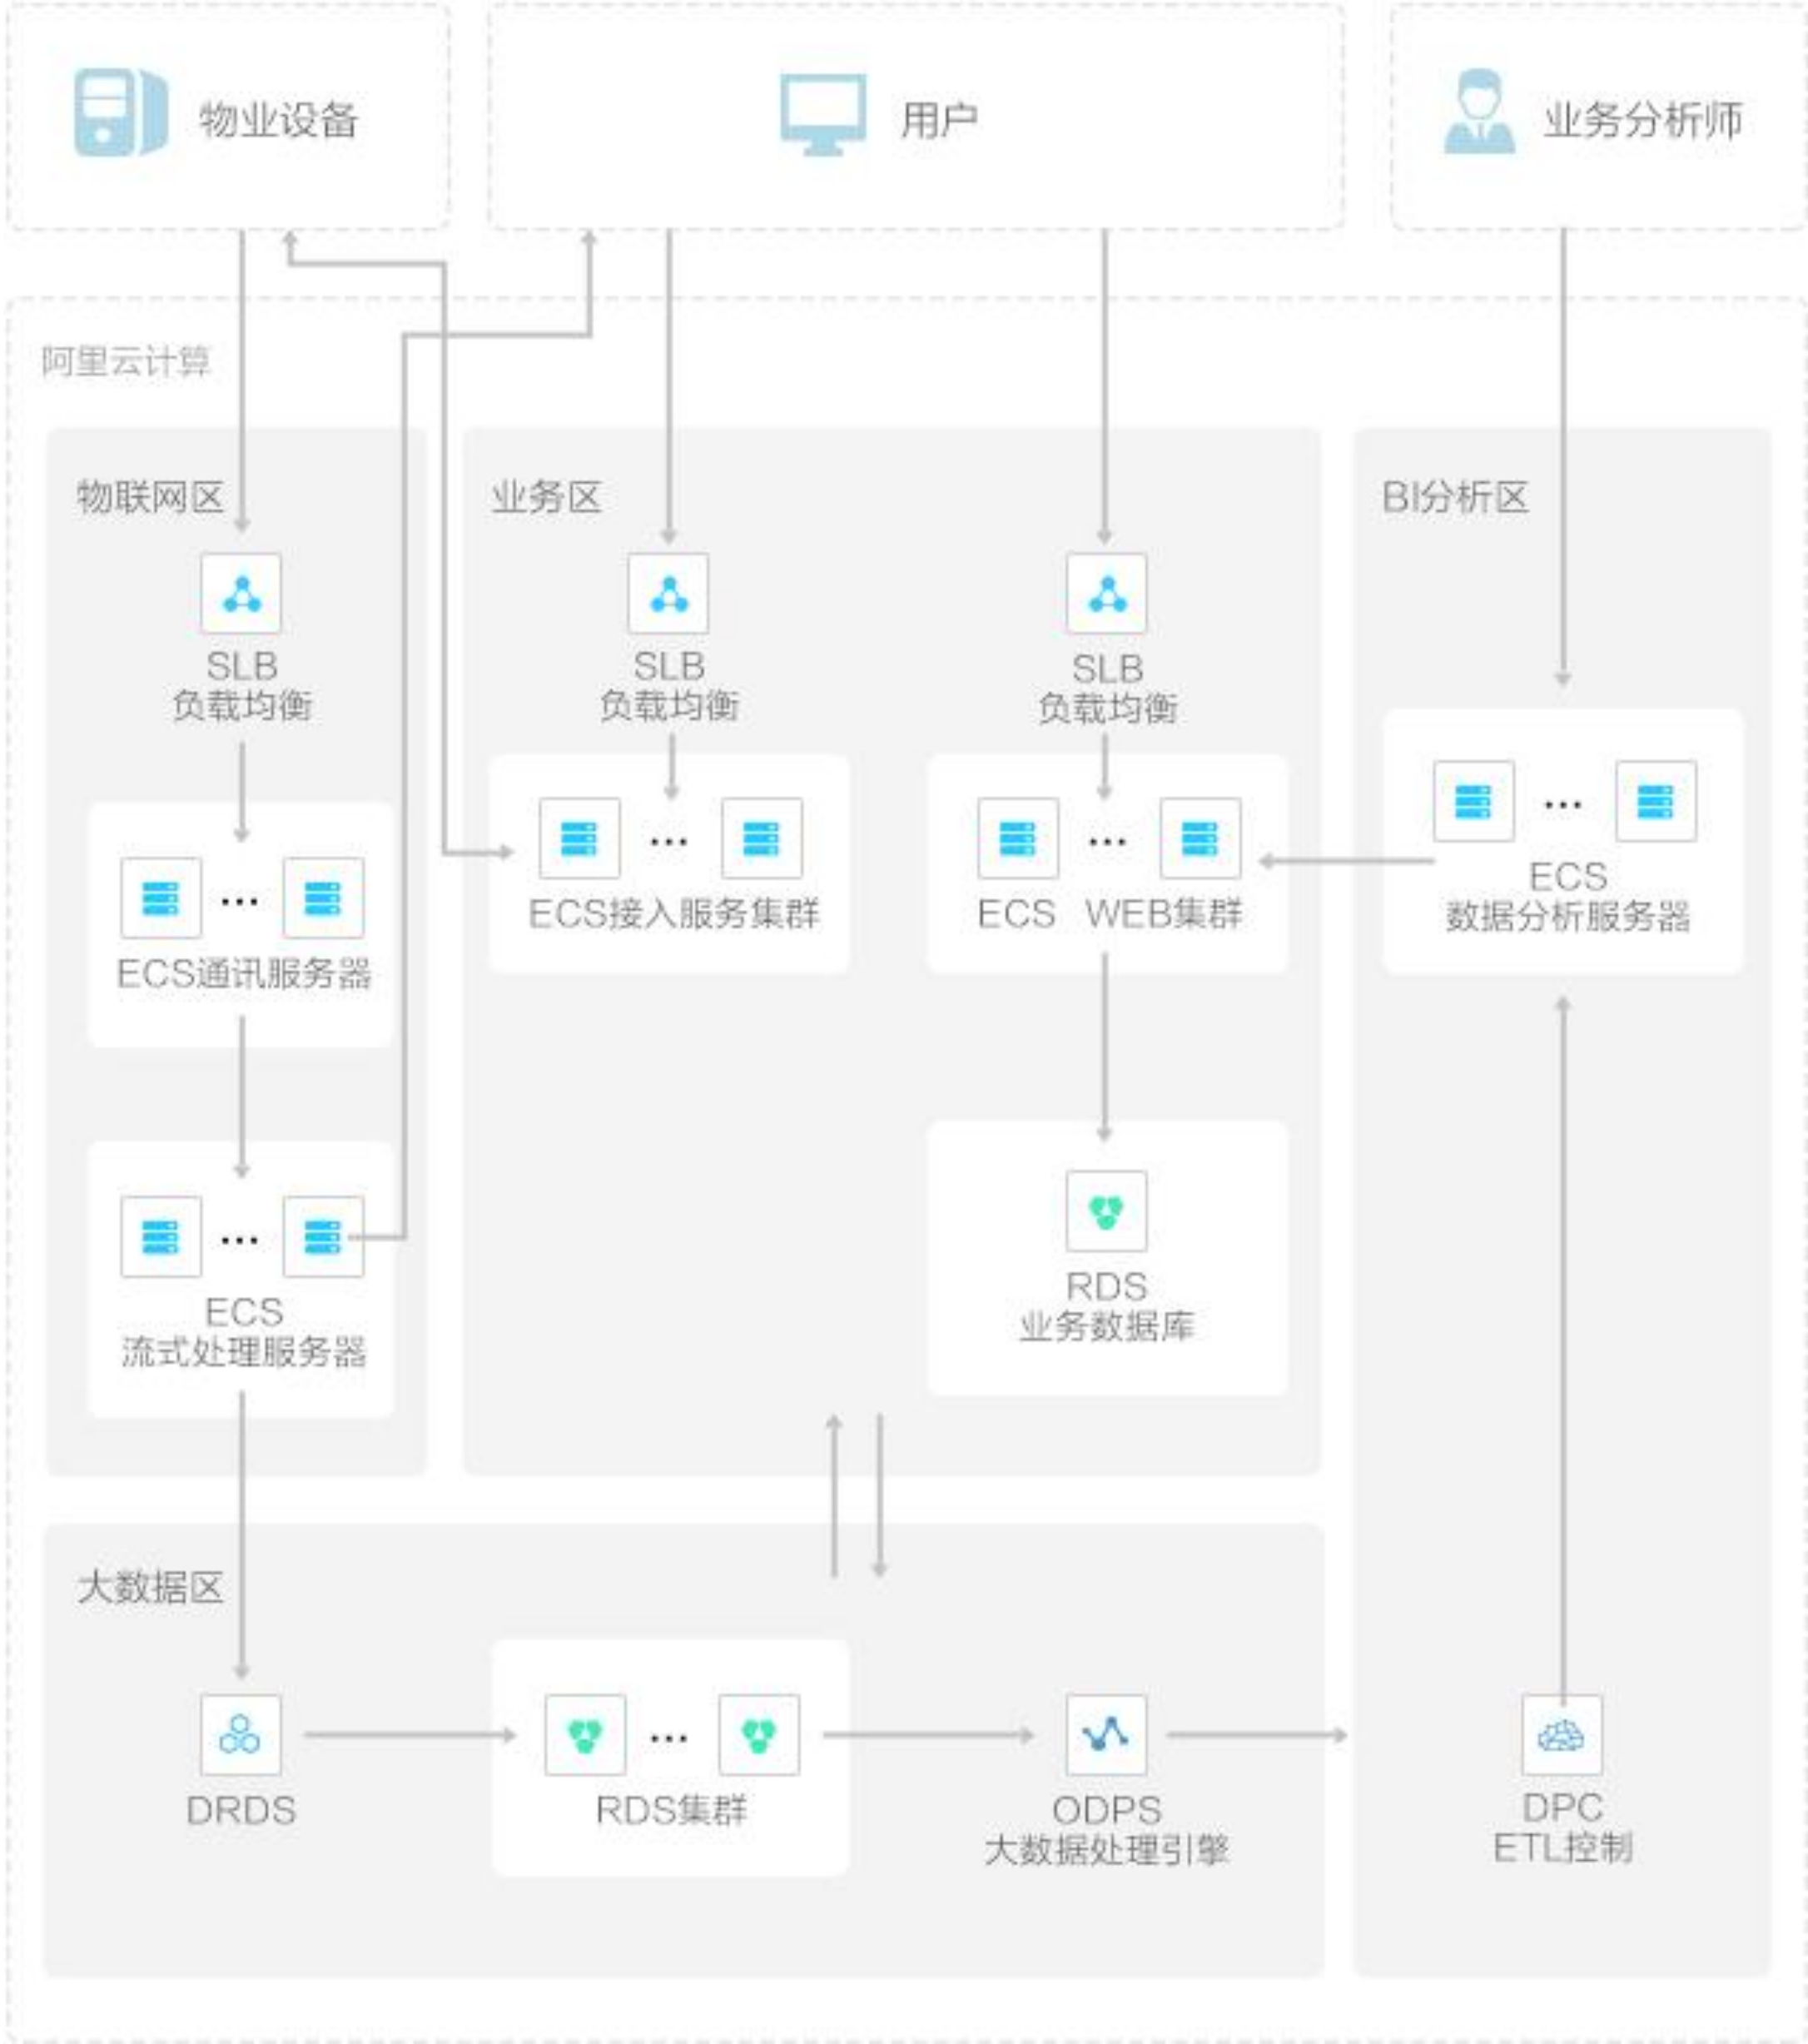 物业设备
用户
业务分析师
阿里云计算
物联网区
业务区
BI分析区
SLB
负载均衡
SLB
负载均衡
SLB
负载均衡
ECS通讯服务器
ECS接入服务集群
ECS WEB集群
ECS
数据分析服务器
ECS
流式处理服务器
RDS
业务数据库
大数据区
DRDS
RDS集群
ODPS
大数据处理引擎
DPC
ETL控制